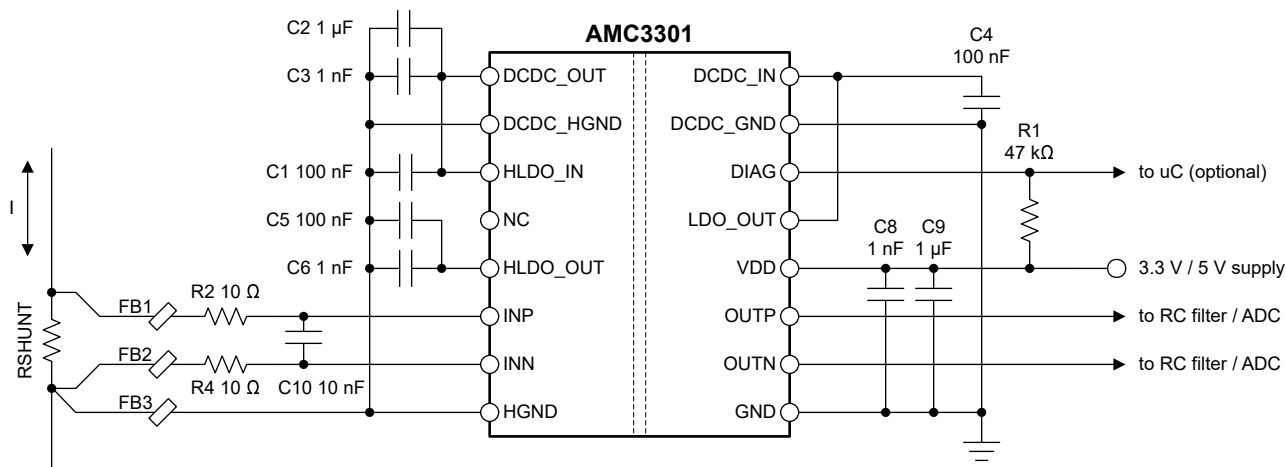 C2 1 µF
C3 1 nF
C1 100 nF
C5 100 nF
C6 1 nF
I
RSHUNT
FB1
R2 10 Ω
FB2
R4 10 Ω
C10 10 nF
FB3
AMC3301
DCDC_OUT
DCDC_HGND
HLDO_IN
NC
HLDO_OUT
INP
INN
HGND
DCDC_IN
DCDC_GND
DIAG
LDO_OUT
VDD
OUTP
OUTN
GND
C4
100 nF
R1
47 kΩ
C8
1 nF
C9
1 µF
to uC (optional)
3.3 V / 5 V supply
to RC filter / ADC
to RC filter / ADC